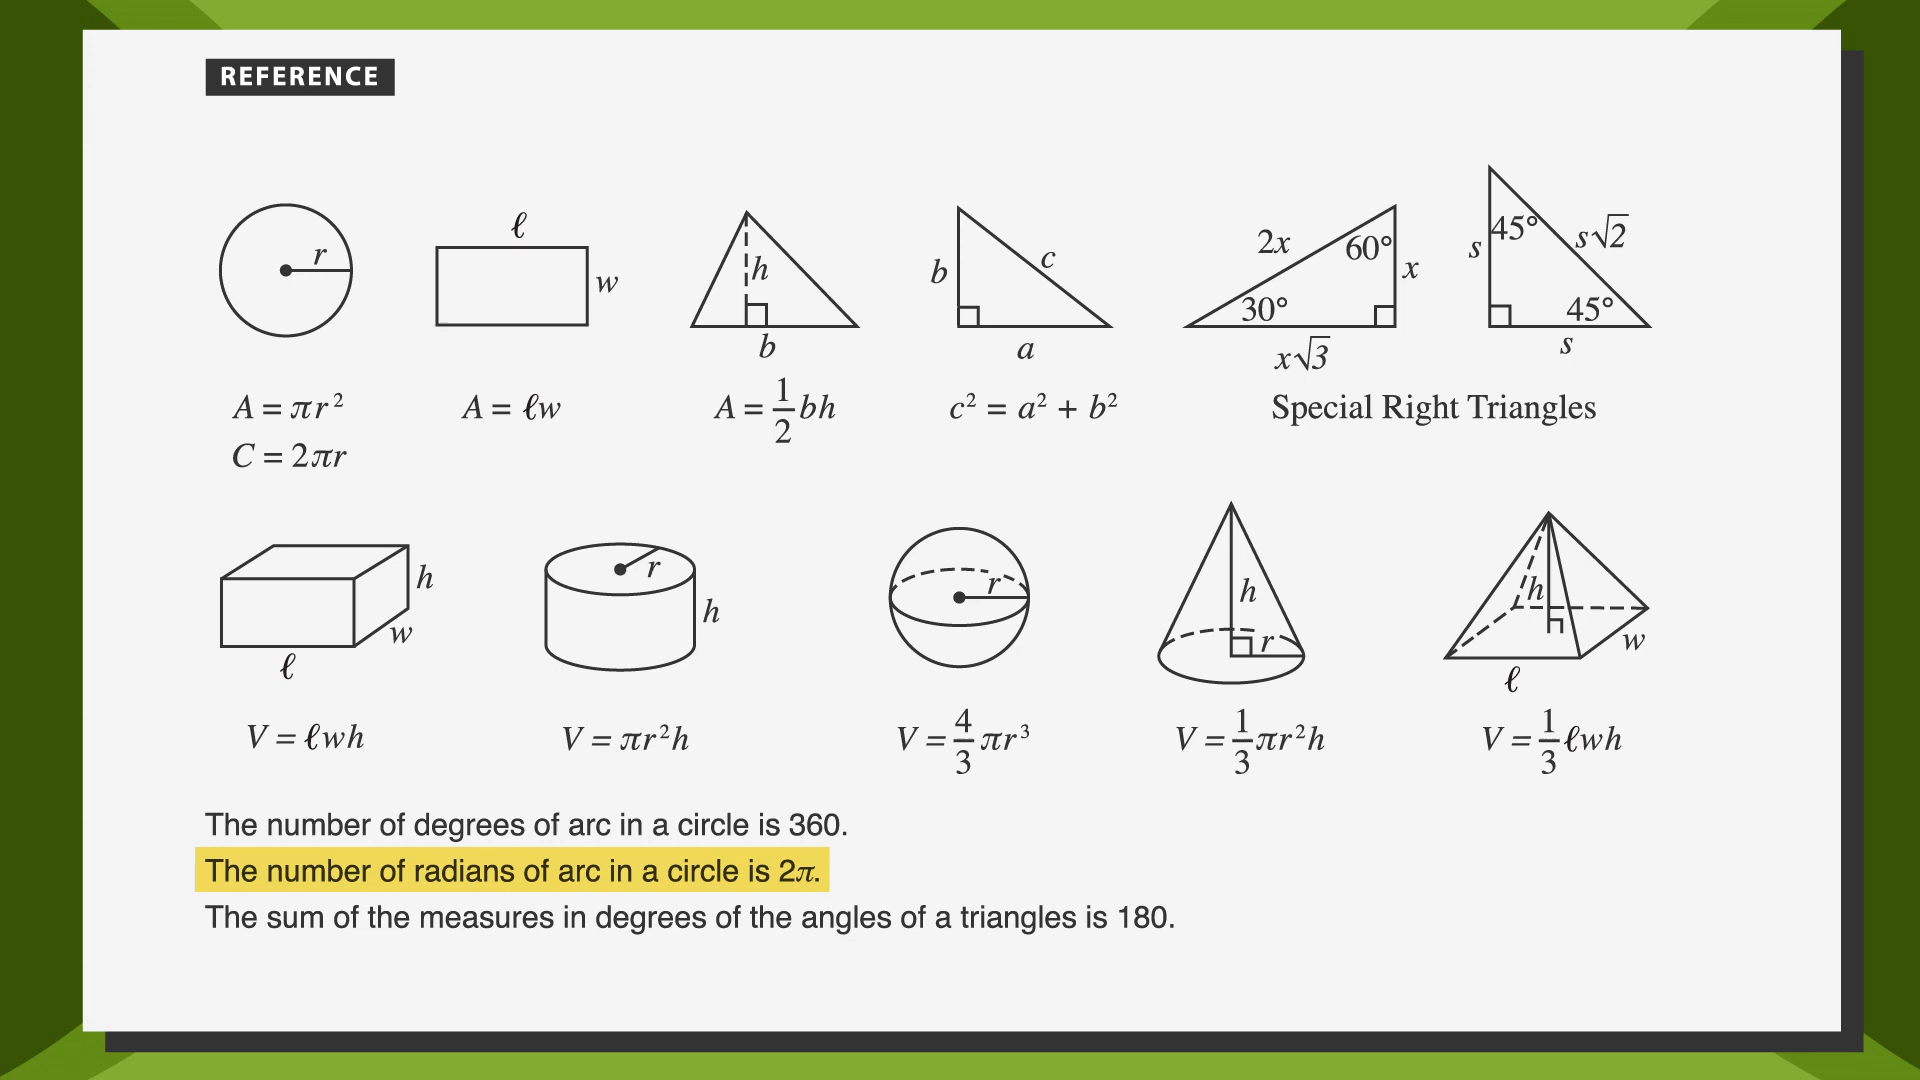 REFERENCE
r
ℓ
w
h
b
b
c
a
2x
60°
x
30°
x√3
45°
s
s√2
45°
s
A = πr²
C = 2πr
A = ℓw
A = 1/2 bh
c² = a² + b²
Special Right Triangles
h
w
ℓ
r
h
r
h
r
h
w
ℓ
V = ℓwh
V = πr²h
V = 4/3 πr³
V = 1/3 πr²h
V = 1/3 ℓwh
The number of degrees of arc in a circle is 360.
The number of radians of arc in a circle is 2π.
The sum of the measures in degrees of the angles of a triangles is 180.